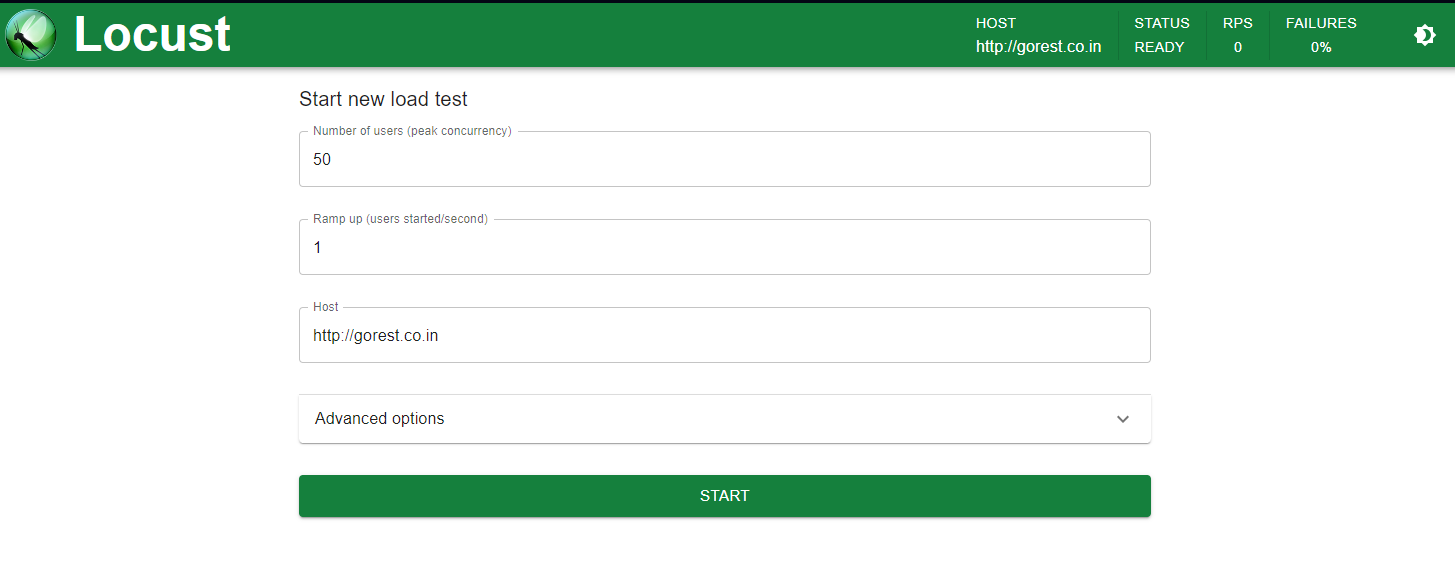 Locust
HOST
http://gorest.co.in
STATUS
READY
RPS
0
FAILURES
0%
Start new load test
Number of users (peak concurrency)
50
Ramp up (users started/second)
1
Host
http://gorest.co.in
Advanced options
START